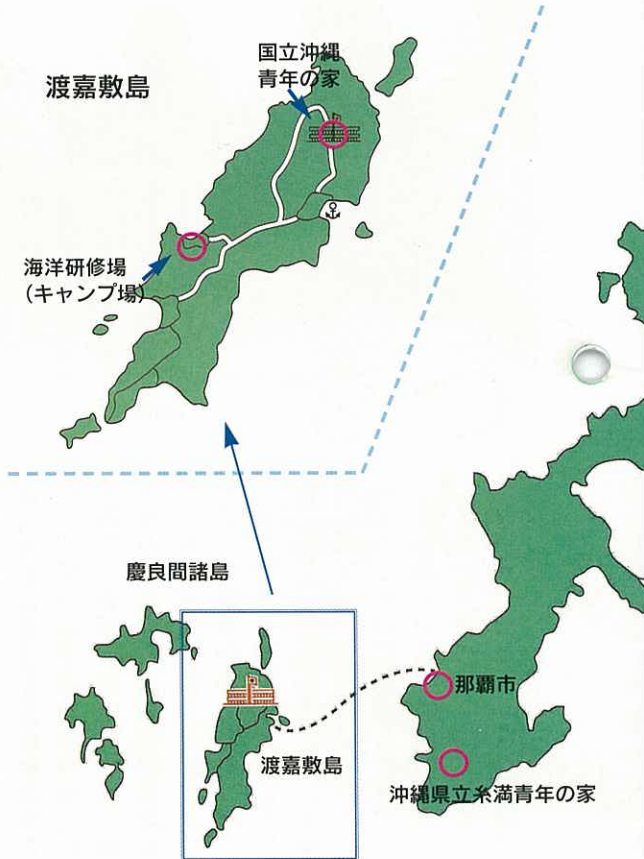 渡嘉敷島
国立沖縄
青年の家
海洋研修場
(キャンプ場)
慶良間諸島
那覇市
渡嘉敷島
沖縄県立糸満青年の家